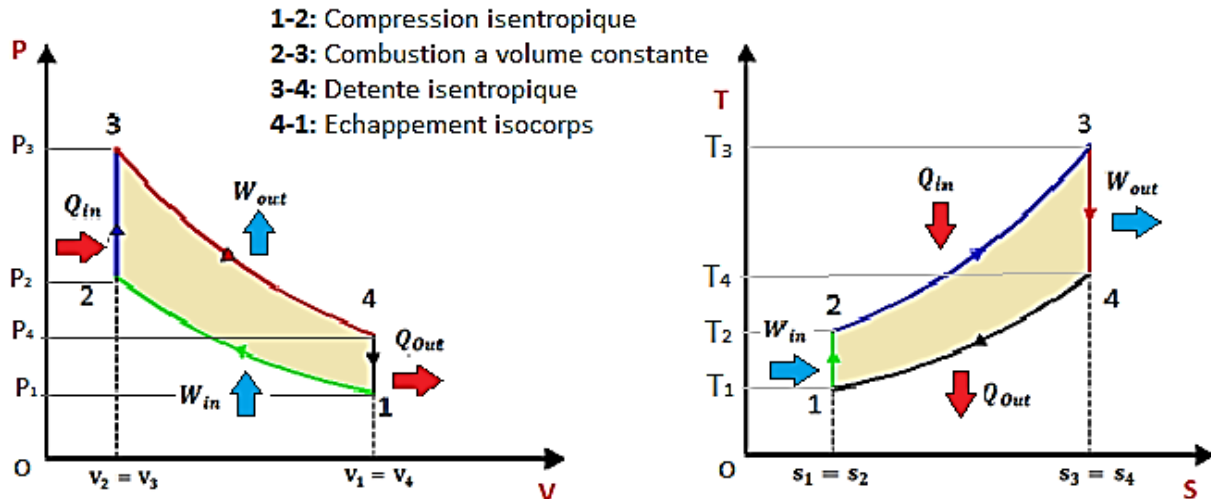 1-2: Compression isentropique
2-3: Combustion a volume constante
3-4: Detente isentropique
4-1: Echappement isocorps
P
P₃
3
Q_in
W_out
P₂
2
4
P₄
Q_Out
P₁
W_in
1
O
v₂ = v₃
v₁ = v₄
V
T
3
T₃
Q_in
W_out
T₄
4
2
T₂
W_in
T₁
1
Q_Out
O
s₁ = s₂
s₃ = s₄
S